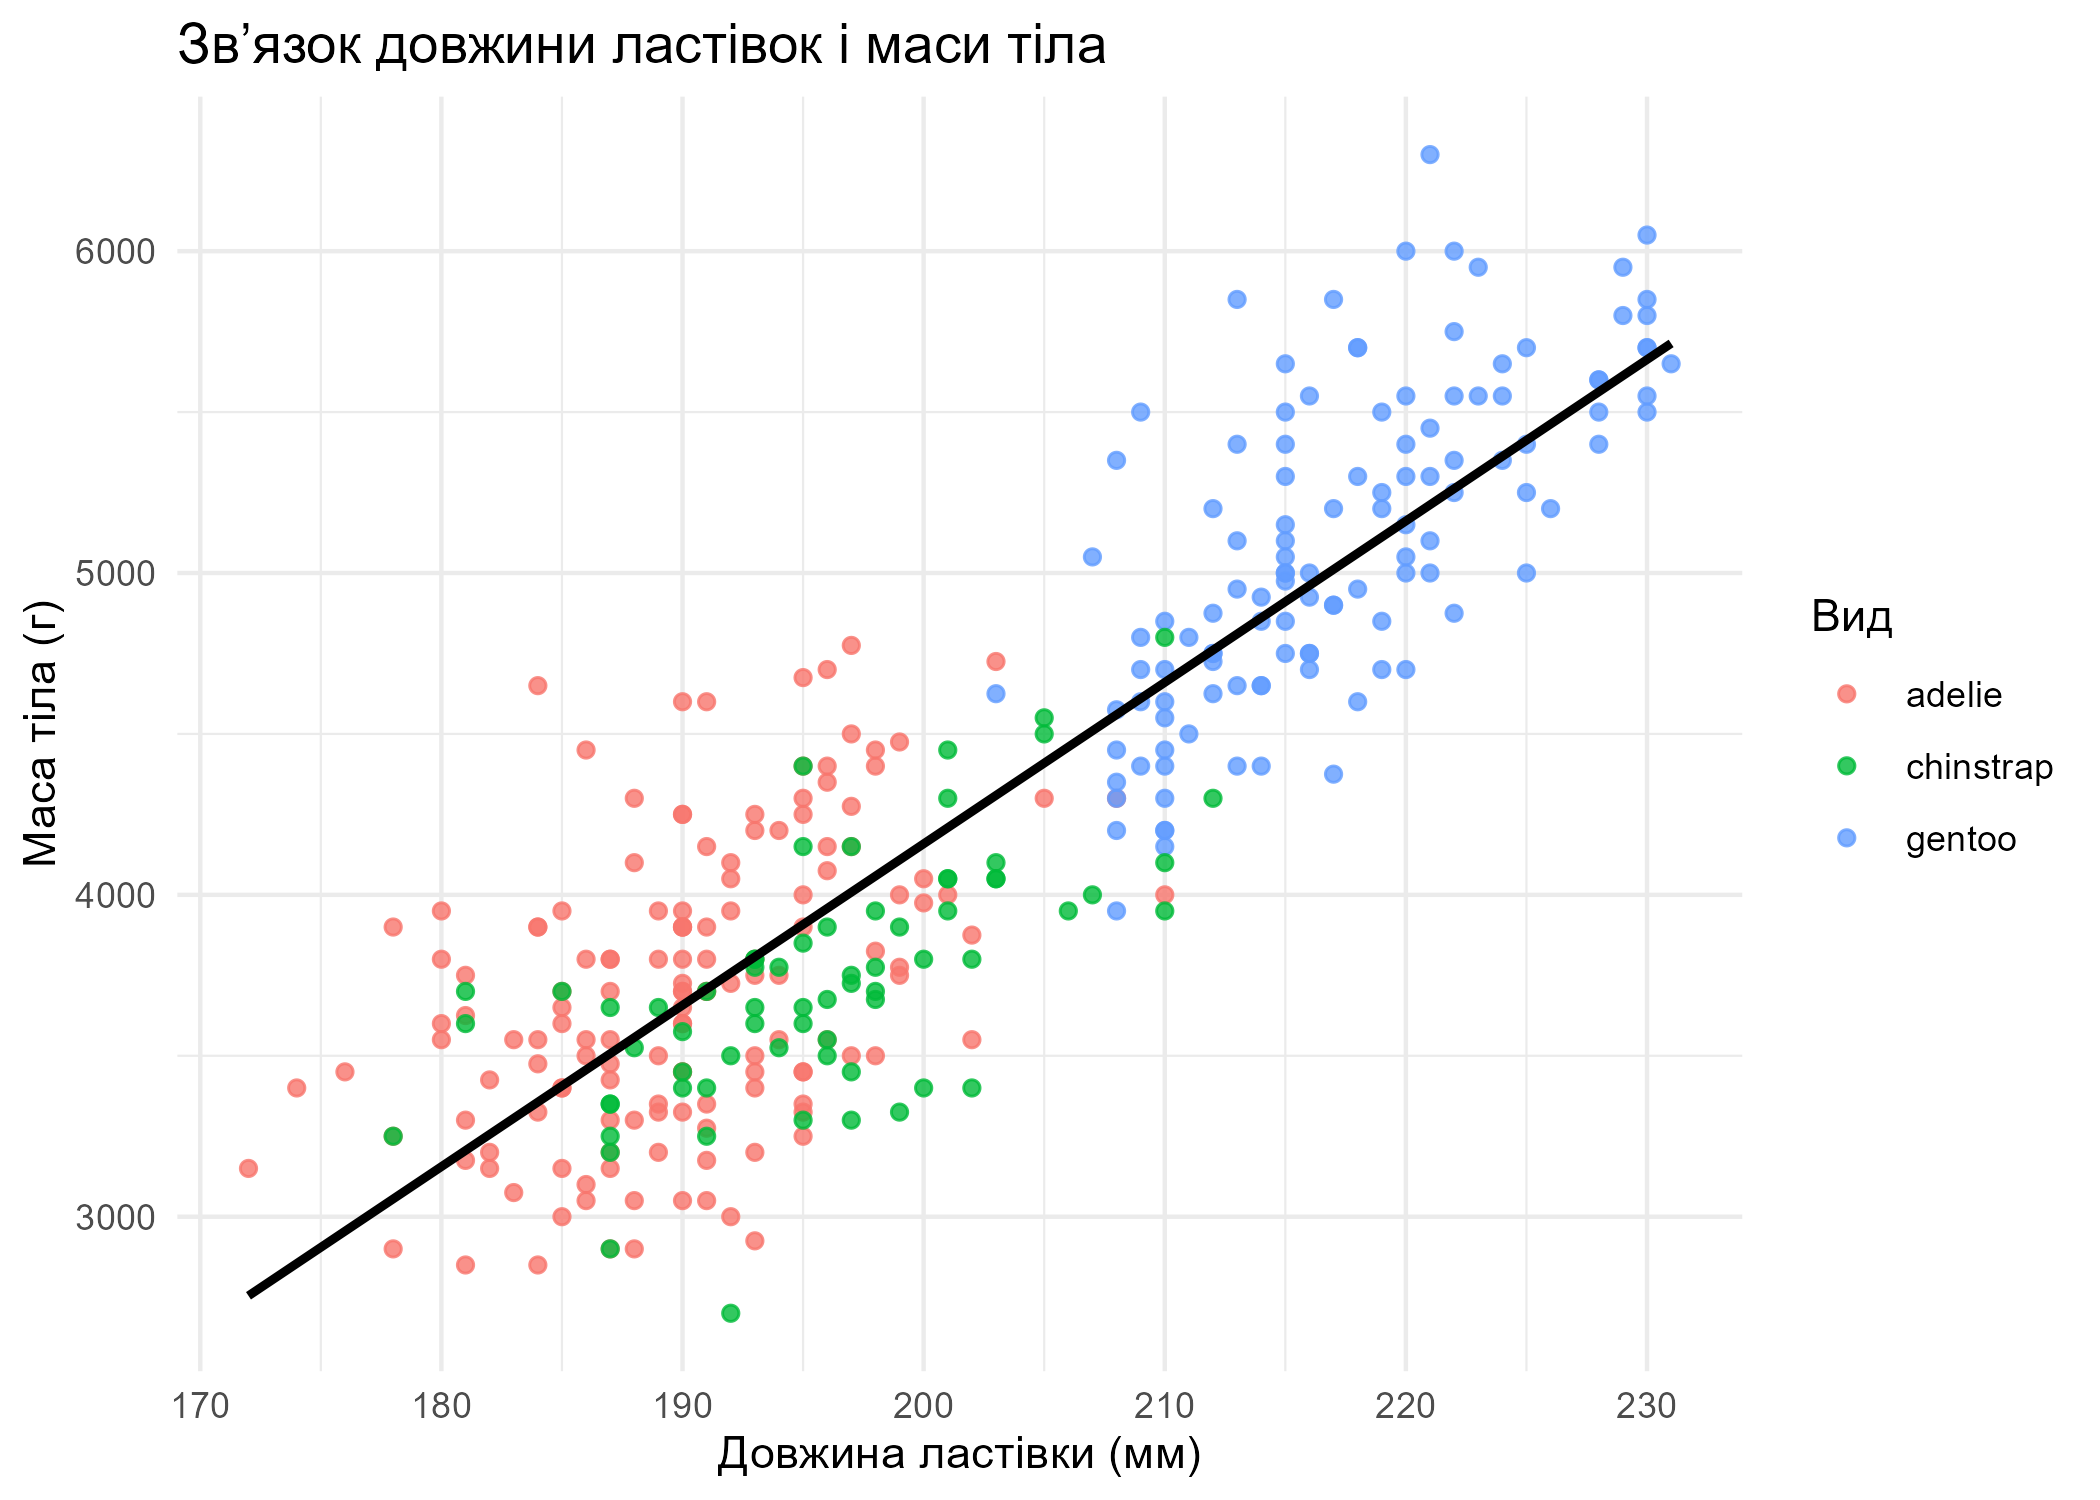 Зв’язок довжини ластівок і маси тіла
Маса тіла (г)
6000
5000
4000
3000
170 180 190 200 210 220 230
Довжина ластівки (мм)
Вид
adelie
chinstrap
gentoo